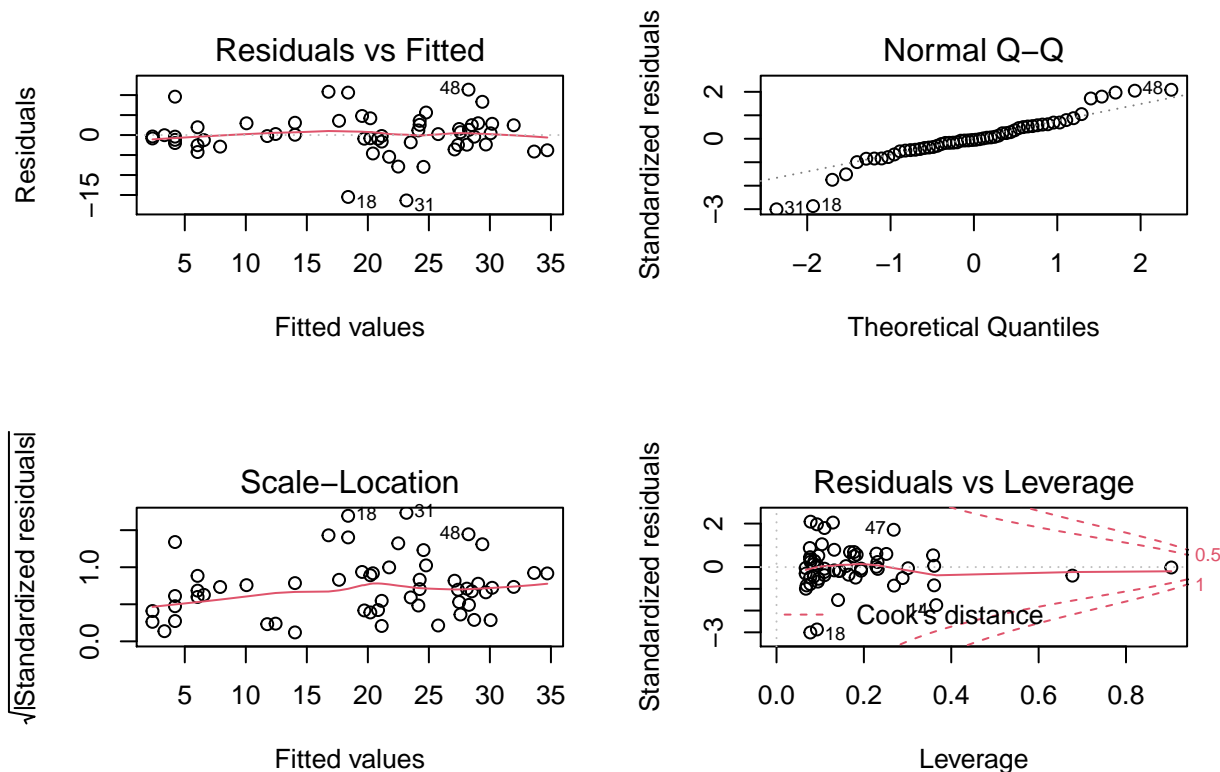 Residuals vs Fitted
Residuals
0
−15
48
18
31
5 10 15 20 25 30 35
Fitted values
Normal Q−Q
Standardized residuals
2
0
−3
48
31
18
−2 −1 0 1 2
Theoretical Quantiles
Scale−Location
√|Standardized residuals|
1.0
0.0
18
31
48
5 10 15 20 25 30 35
Fitted values
Residuals vs Leverage
Standardized residuals
2
0
−3
47
0.5
1
14
Cook's distance
18
0.0 0.2 0.4 0.6 0.8
Leverage